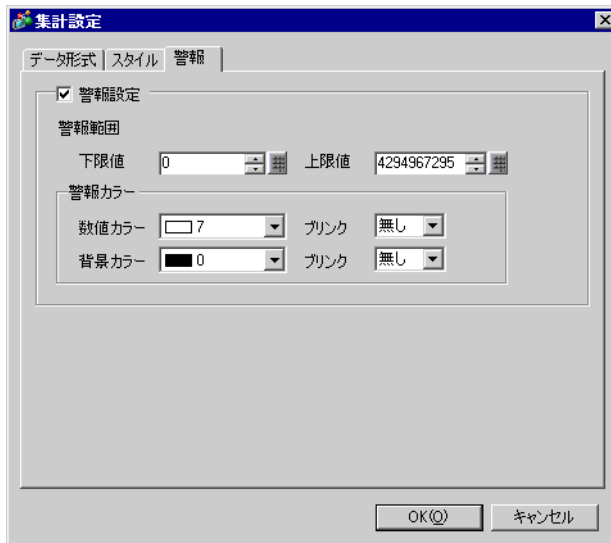 集計設定
データ形式 スタイル 警報
警報設定
警報範囲
下限値 0 上限値 4294967295
警報カラー
数値カラー 7 ブリンク 無し
背景カラー 0 ブリンク 無し
OK(O) キャンセル